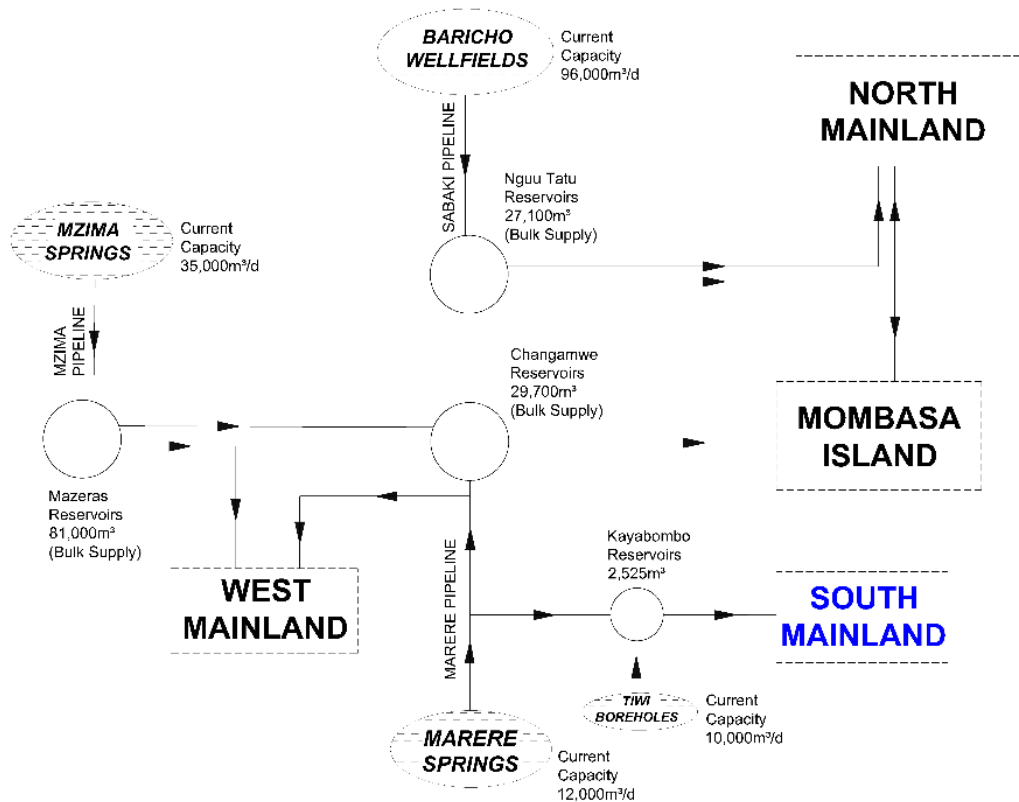 BARICHO
WELLFIELDS
Current
Capacity
96,000m³/d
NORTH
MAINLAND
SABAKI PIPELINE
Nguu Tatu
Reservoirs
27,100m³
(Bulk Supply)
MZIMA
SPRINGS
Current
Capacity
35,000m³/d
MZIMA
PIPELINE
Changamwe
Reservoirs
29,700m³
(Bulk Supply)
MOMBASA
ISLAND
Mazeras
Reservoirs
81,000m³
(Bulk Supply)
WEST
MAINLAND
MARERE PIPELINE
Kayabombo
Reservoirs
2,525m³
SOUTH
MAINLAND
TIWI
BOREHOLES
Current
Capacity
10,000m³/d
MARERE
SPRINGS
Current
Capacity
12,000m³/d